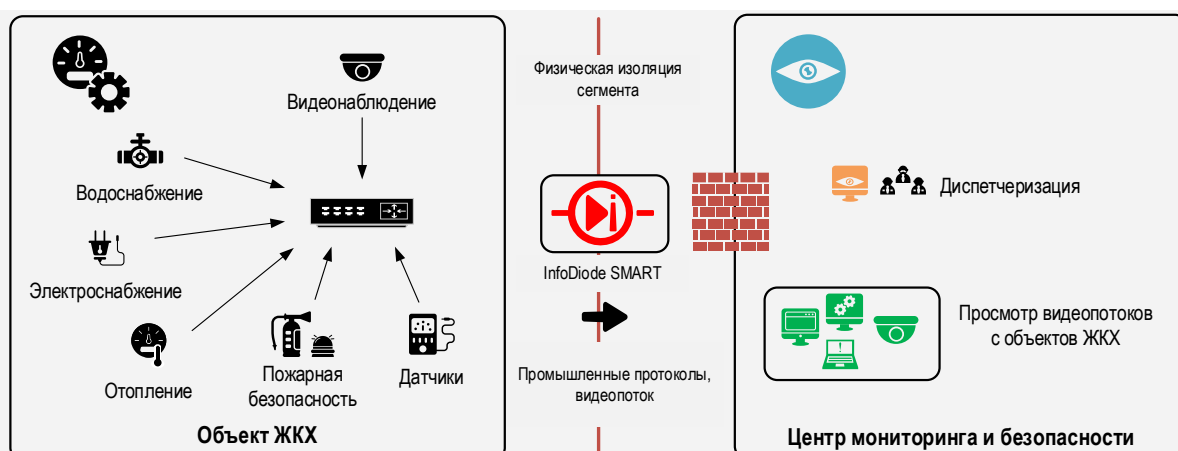 Видеонаблюдение
Водоснабжение
Электроснабжение
Отопление
Пожарная
безопасность
Датчики
Объект ЖКХ
Физическая изоляция
сегмента
InfoDiode SMART
Промышленные протоколы,
видеопоток
Диспетчеризация
Просмотр видеопотоков
с объектов ЖКХ
Центр мониторинга и безопасности